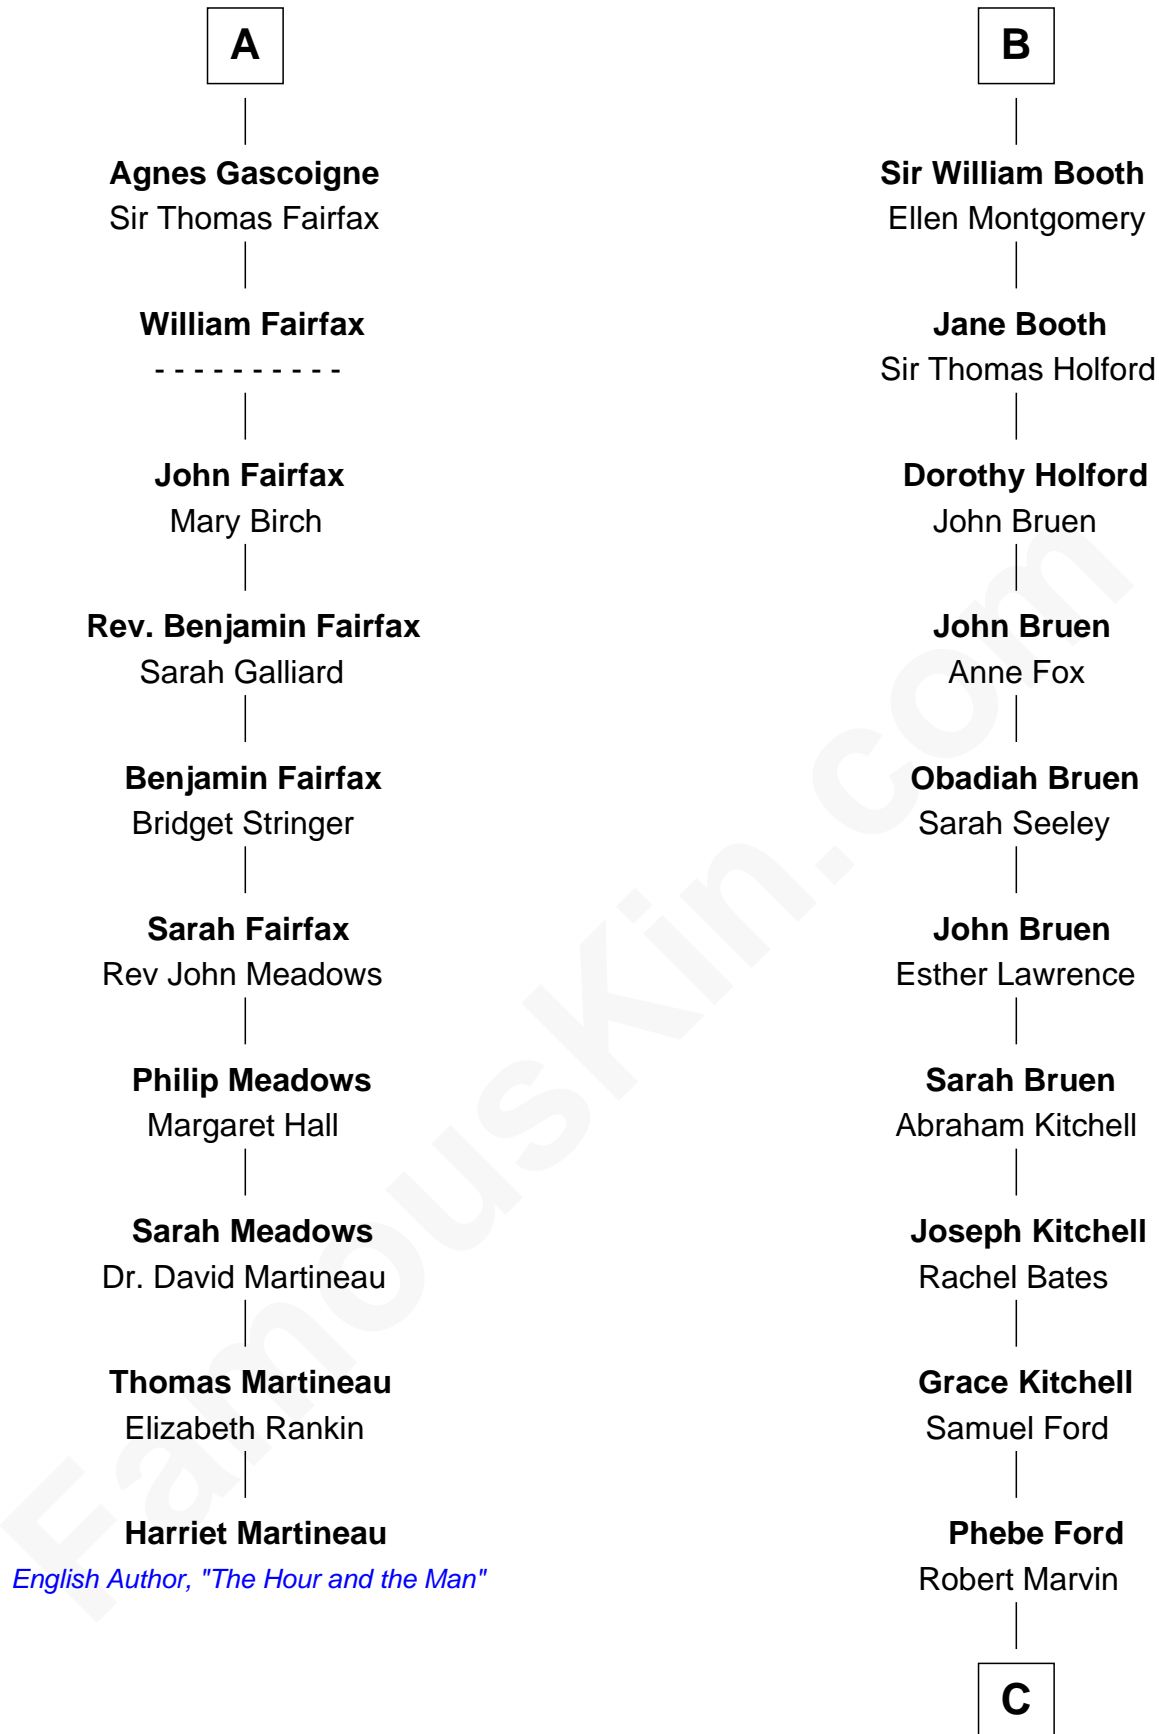 A
Agnes Gascoigne
Sir Thomas Fairfax
William Fairfax
- - - - - - - - - -
John Fairfax
Mary Birch
Rev. Benjamin Fairfax
Sarah Galliard
Benjamin Fairfax
Bridget Stringer
Sarah Fairfax
Rev John Meadows
Philip Meadows
Margaret Hall
Sarah Meadows
Dr. David Martineau
Thomas Martineau
Elizabeth Rankin
Harriet Martineau
English Author, "The Hour and the Man"
B
Sir William Booth
Ellen Montgomery
Jane Booth
Sir Thomas Holford
Dorothy Holford
John Bruen
John Bruen
Anne Fox
Obadiah Bruen
Sarah Seeley
John Bruen
Esther Lawrence
Sarah Bruen
Abraham Kitchell
Joseph Kitchell
Rachel Bates
Grace Kitchell
Samuel Ford
Phebe Ford
Robert Marvin
C
FamousKin.com